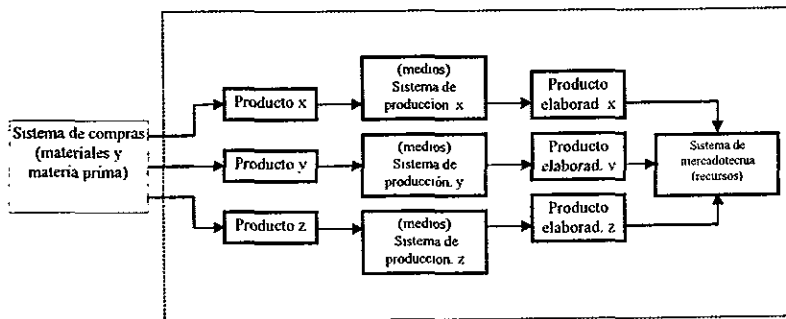 Sistema de compras
(materiales y
materia prima)
Producto x
(medios)
Sistema de
produccion x
Producto
elaborad. x
Producto y
(medios)
Sistema de
producción. y
Producto
elaborad. y
Producto z
(medios)
Sistema de
produccion. z
Producto
elaborad. z
Sistema de
mercadotecnia
(recursos)